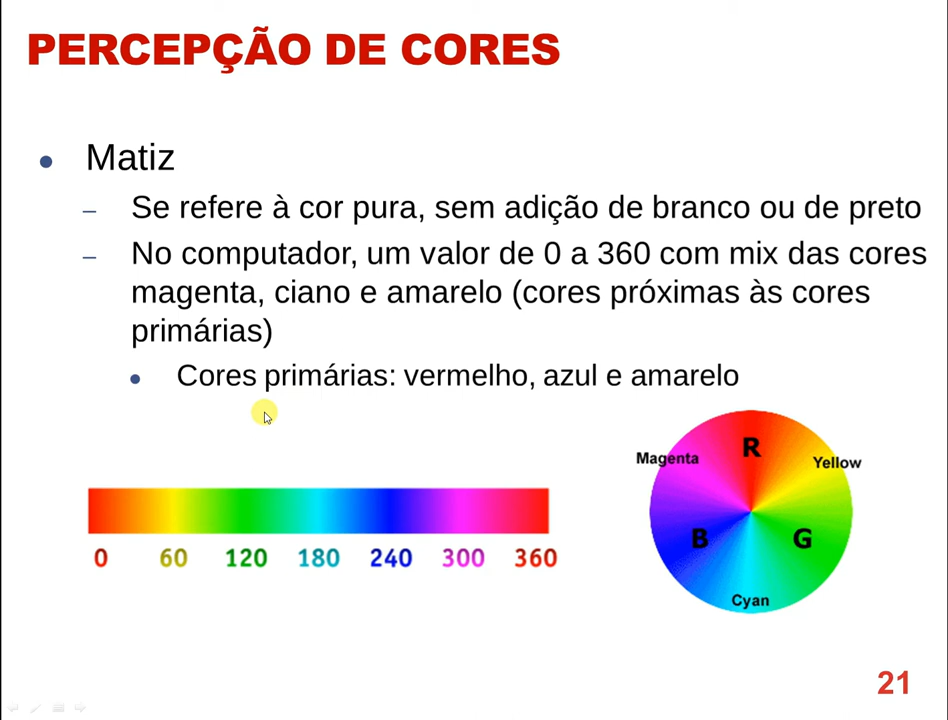 PERCEPÇÃO DE CORES
Matiz
Se refere à cor pura, sem adição de branco ou de preto
No computador, um valor de 0 a 360 com mix das cores
magenta, ciano e amarelo (cores próximas às cores
primárias)
Cores primárias: vermelho, azul e amarelo
R
Magenta
Yellow
B
G
Cyan
0 60 120 180 240 300 360
21